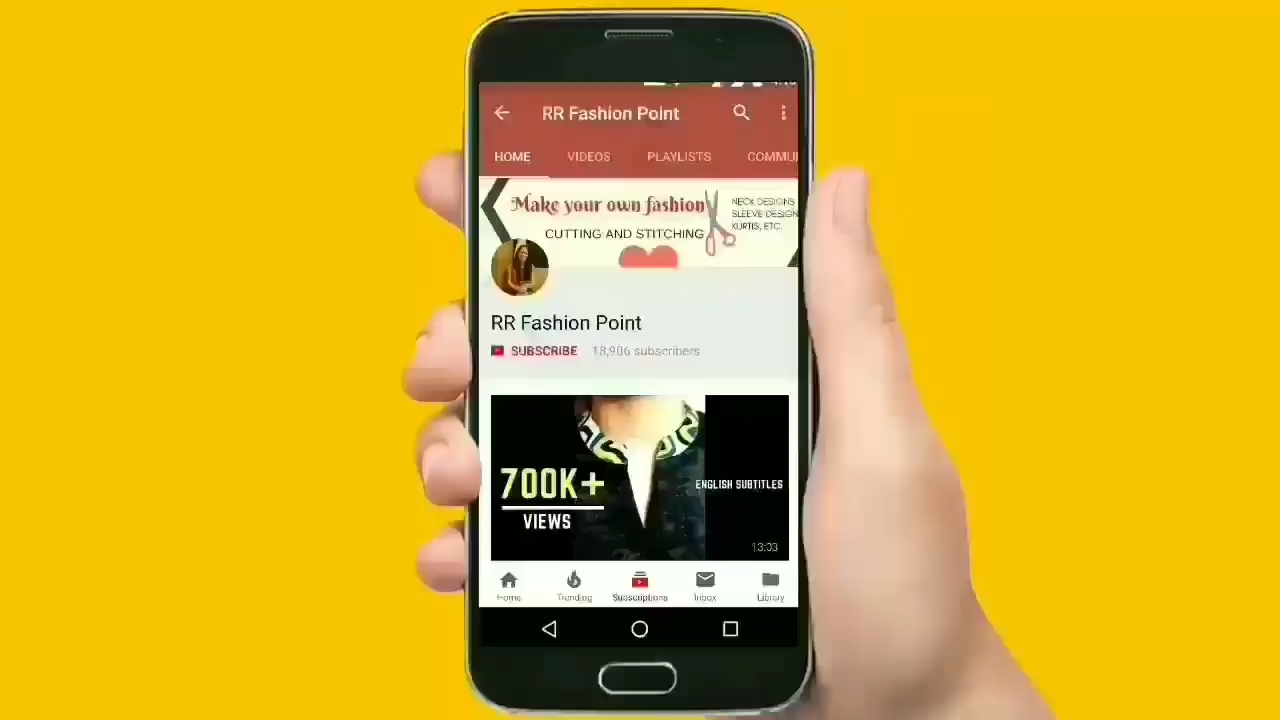 RR Fashion Point
HOME VIDEOS PLAYLISTS COMMU
Make your own fashion
CUTTING AND STITCHING
NECK DESIGNS
SLEEVE DESIGN
KURTIS, ETC.
RR Fashion Point
SUBSCRIBE 18,906 subscribers
700K+
VIEWS
ENGLISH SUBTITLES
13:03
Home Trending Subscriptions Inbox Library